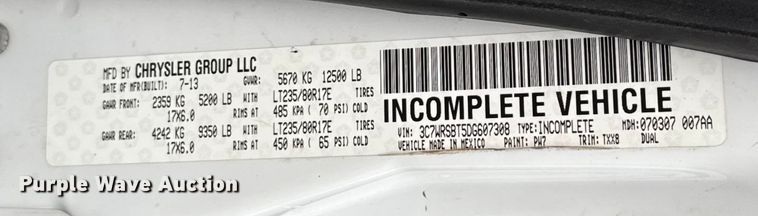 MFD BY CHRYSLER GROUP LLC
DATE OF MFR(BUILT): 7-13 GVWR: 5670 KG 12500 LB
GAWR FRONT: 2359 KG 5200 LB WITH LT235/80R17E TIRES
17X6.0 RIMS AT 485 KPA ( 70 PSI) COLD
GAWR REAR: 4242 KG 9350 LB WITH LT235/80R17E TIRES
17X6.0 RIMS AT 450 KPA ( 65 PSI) COLD
INCOMPLETE VEHICLE
VIN: 3C7WRSBT5DG607308 TYPE: INCOMPLETE MDH: 070307 007AA
VEHICLE MADE IN MEXICO PAINT: PW7 TRIM: TXX8 DUAL
Purple Wave Auction